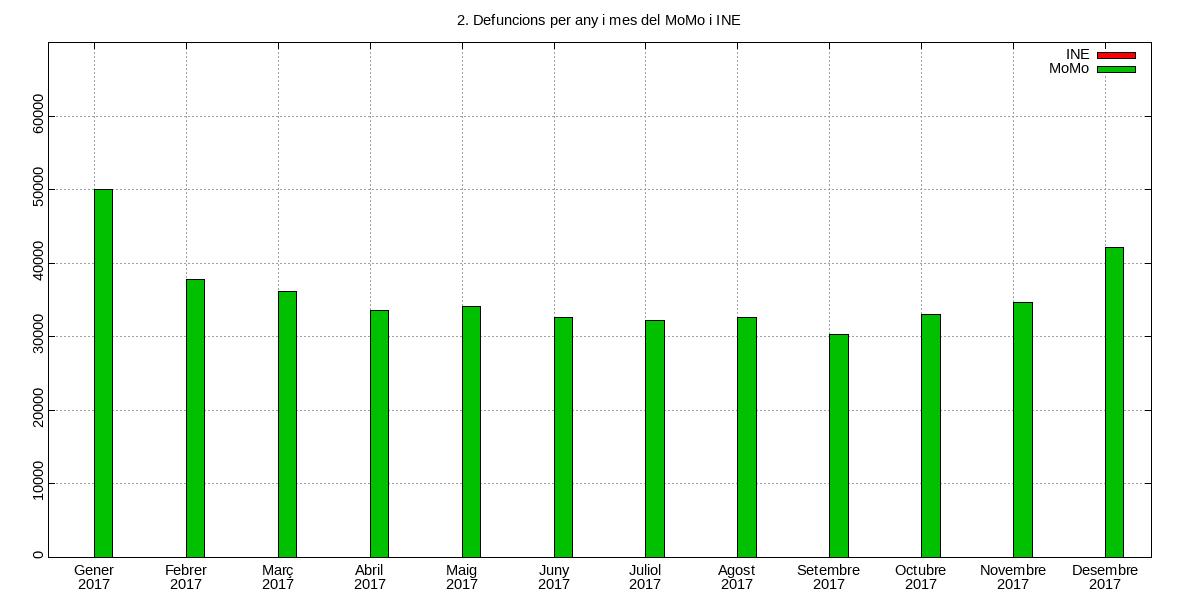 2. Defuncions per any i mes del MoMo i INE
INE
MoMo
60000
50000
40000
30000
20000
10000
0
Gener Febrer Març Abril Maig Juny Juliol Agost Setembre Octubre Novembre Desembre
2017 2017 2017 2017 2017 2017 2017 2017 2017 2017 2017 2017